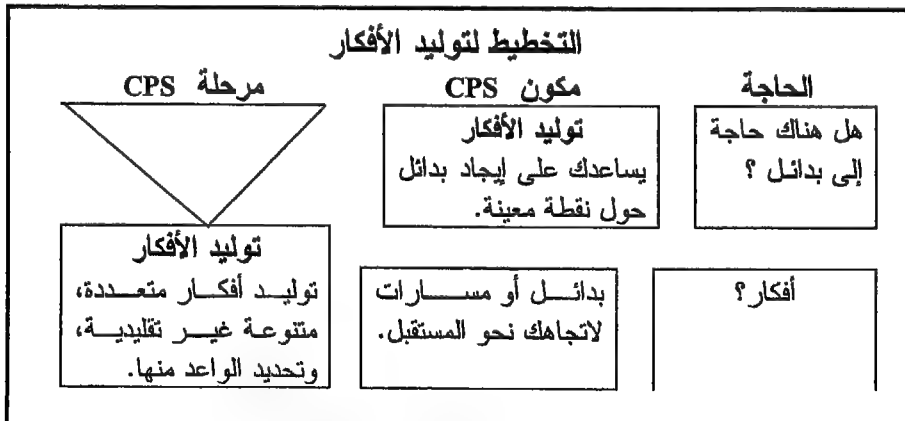 التخطيط لتوليد الأفكار
الحاجة
هل هناك حاجة
إلى بدائل ؟
أفكار؟
مكون CPS
توليد الأفكار
يساعدك على إيجاد بدائل
حول نقطة معينة.
بدائل أو مسارات
لاتجاهك نحو المستقبل.
مرحلة CPS
توليد الأفكار
توليد أفكار متعددة،
متنوعة غير تقليدية،
وتحديد الواعد منها.